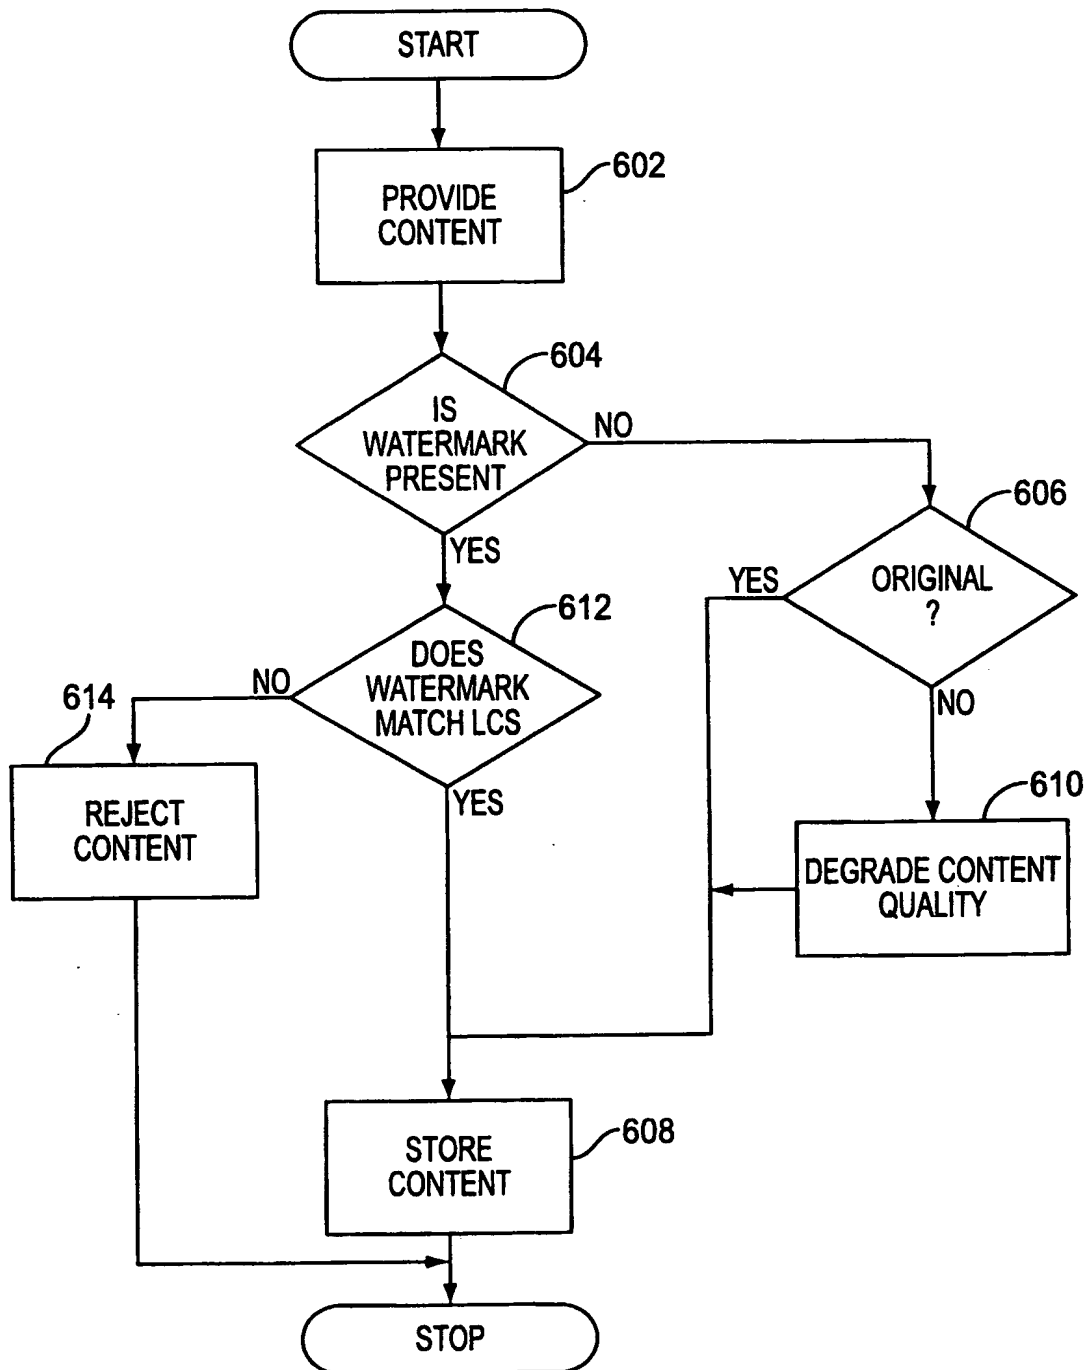 START
PROVIDE
CONTENT
602
IS
WATERMARK
PRESENT
604
NO
YES
606
ORIGINAL
?
YES
NO
612
DOES
WATERMARK
MATCH LCS
NO
YES
614
REJECT
CONTENT
610
DEGRADE CONTENT
QUALITY
STORE
CONTENT
608
STOP